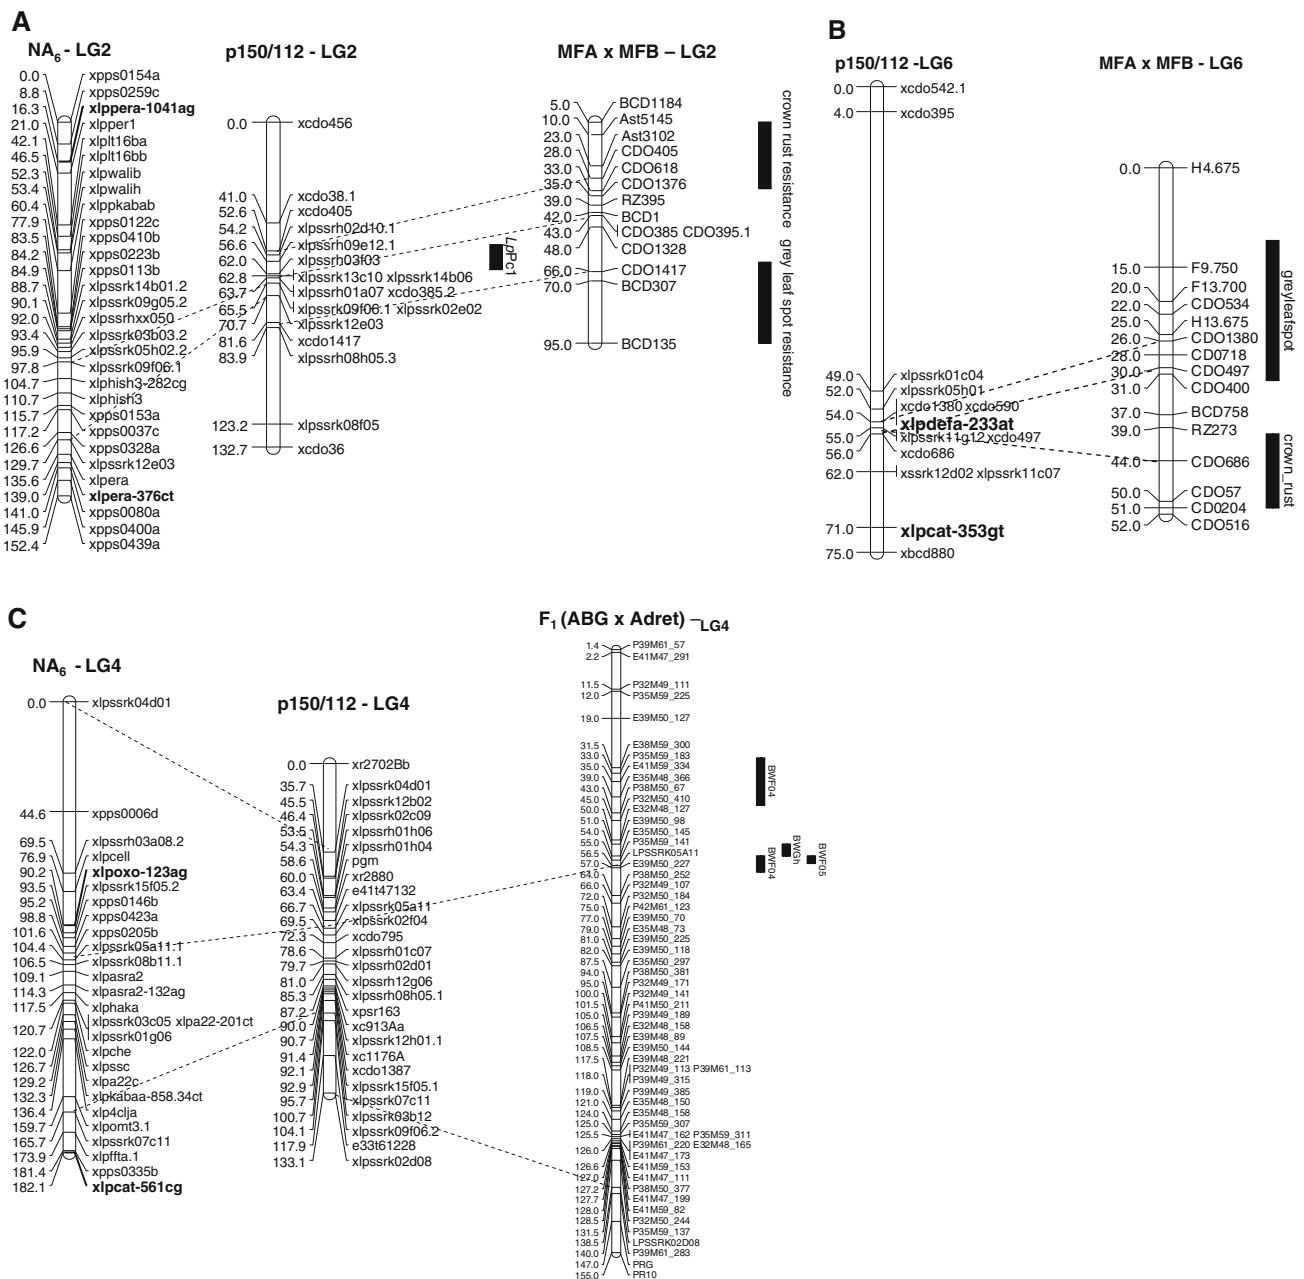 A
NA6 - LG2
0.0 xpps0154a
8.8 xpps0259c
16.3 xlppera-1041ag
21.0 xlpper1
42.1 xlplt16ba
46.5 xlplt16bb
52.3 xlpwalib
53.4 xlpwalih
60.4 xlppkabab
77.9 xpps0122c
83.5 xpps0410b
84.2 xpps0223b
84.9 xpps0113b
88.7 xlpssrk14b01.2
90.1 xlpssrk09g05.2
92.0 xlpssrhxx050
93.4 xlpssrk03b03.2
95.9 xlpssrk05h02.2
97.8 xlpssrk09f06.1
104.7 xlphish3-282cg
110.7 xlphish3
115.7 xpps0153a
117.2 xpps0037c
126.6 xpps0328a
129.7 xlpssrk12e03
135.6 xlpera
139.0 xlpera-376ct
141.0 xpps0080a
145.9 xpps0400a
152.4 xpps0439a
p150/112 - LG2
0.0 xcdo456
41.0 xcdo38.1
52.6 xcdo405
54.2 xlpssrh02d10.1
56.6 xlpssrh09e12.1
62.0 xlpssrh03f03
62.8 xlpssrk13c10 xlpssrk14b06
63.7 xlpssrh01a07 xcdo385.2
65.5 xlpssrk09f06.1 xlpssrk02e02
70.7 xlpssrk12e03
81.6 xcdo1417
83.9 xlpssrh08h05.3
123.2 xlpssrk08f05
132.7 xcdo36
LpPc1
MFA x MFB – LG2
5.0 BCD1184
10.0 Ast5145
23.0 Ast3102
28.0 CDO405
33.0 CDO618
35.0 CDO1376
39.0 RZ395
42.0 BCD1
43.0 CDO385 CDO395.1
48.0 CDO1328
66.0 CDO1417
70.0 BCD307
95.0 BCD135
crown rust resistance
grey leaf spot resistance
B
p150/112 -LG6
0.0 xcdo542.1
4.0 xcdo395
49.0 xlpssrk01c04
52.0 xlpssrk05h01
54.0 xcdo1380 xcdo590
xlpdefa-233at
55.0 xlpssrk11g12 xcdo497
56.0 xcdo686
62.0 xssrk12d02 xlpssrk11c07
71.0 xlpcat-353gt
75.0 xbcd880
MFA x MFB - LG6
0.0 H4.675
15.0 F9.750
20.0 F13.700
22.0 CDO534
25.0 H13.675
26.0 CDO1380
28.0 CD0718
30.0 CDO497
31.0 CDO400
37.0 BCD758
39.0 RZ273
44.0 CDO686
50.0 CDO57
51.0 CD0204
52.0 CDO516
greyleafspot
crown_rust
C
NA6 - LG4
0.0 xlpssrk04d01
44.6 xpps0006d
69.5 xlpssrh03a08.2
76.9 xlpcell
90.2 xlpoxo-123ag
93.5 xlpssrk15f05.2
95.2 xpps0146b
98.8 xpps0423a
101.6 xpps0205b
104.4 xlpssrk05a11.1
106.5 xlpssrk08b11.1
109.1 xlpasra2
114.3 xlpasra2-132ag
117.5 xlphaka
120.7 xlpssrk03c05 xlpa22-201ct
xlpssrk01g06
122.0 xlpche
126.7 xlpssc
129.2 xlpa22c
132.3 xlpkabaa-858.34ct
136.4 xlp4clja
159.7 xlpomt3.1
165.7 xlpssrk07c11
173.9 xlpffta.1
181.4 xpps0335b
182.1 xlpcat-561cg
p150/112 - LG4
0.0 xr2702Bb
35.7 xlpssrk04d01
45.5 xlpssrk12b02
46.4 xlpssrk02c09
53.5 xlpssrh01h06
54.3 xlpssrh01h04
58.6 pgm
60.0 xr2880
63.4 e41t47132
66.7 xlpssrk05a11
69.5 xlpssrk02f04
72.3 xcdo795
78.6 xlpssrh01c07
79.7 xlpssrh02d01
81.0 xlpssrh12g06
85.3 xlpssrh08h05.1
87.2 xpsr163
90.0 xc913Aa
90.7 xlpssrk12h01.1
91.4 xc1176A
92.1 xcdo1387
92.9 xlpssrk15f05.1
95.7 xlpssrk07c11
100.7 xlpssrk03b12
104.1 xlpssrk09f06.2
117.9 e33t61228
133.1 xlpssrk02d08
F1 (ABG x Adret) – LG4
1.4 P39M61_57
2.2 E41M47_291
11.5 P32M49_111
12.0 P35M59_225
19.0 E39M50_127
31.5 E38M59_300
33.0 P35M59_183
35.0 E41M59_334
39.0 E35M48_366
43.0 P38M50_67
45.0 P32M50_410
50.0 E32M48_127
51.0 E39M50_98
54.0 E35M50_145
55.0 P35M59_141
56.5 LPSSRK05A11
57.0 E39M50_227
64.0 P38M50_252
66.0 P32M49_107
72.0 P32M50_184
75.0 P42M61_123
77.0 E39M50_70
79.0 E35M48_73
81.0 E39M50_225
82.0 E39M50_118
87.5 E35M50_297
94.0 P38M50_381
95.0 P32M49_171
100.0 P32M49_141
101.5 P41M50_211
105.0 P39M49_189
106.5 E32M48_158
107.5 E39M48_89
108.5 E39M50_144
117.5 E39M48_221
118.0 P32M49_113 P39M61_113
P39M49_315
119.0 P39M49_385
121.0 E35M48_150
124.0 E35M48_158
125.0 P35M59_307
125.5 E41M47_162 P35M59_311
126.0 P39M61_220 E32M48_165
E41M47_173
126.6 E41M59_153
127.0 E41M47_111
127.2 P38M50_377
127.7 E41M47_199
128.0 E41M59_82
128.5 P32M50_244
131.5 P35M59_137
138.5 LPSSRK02D08
140.0 P39M61_283
147.0 PRG
155.0 PR10
BWF04
BWGh
BWF05
BWF04